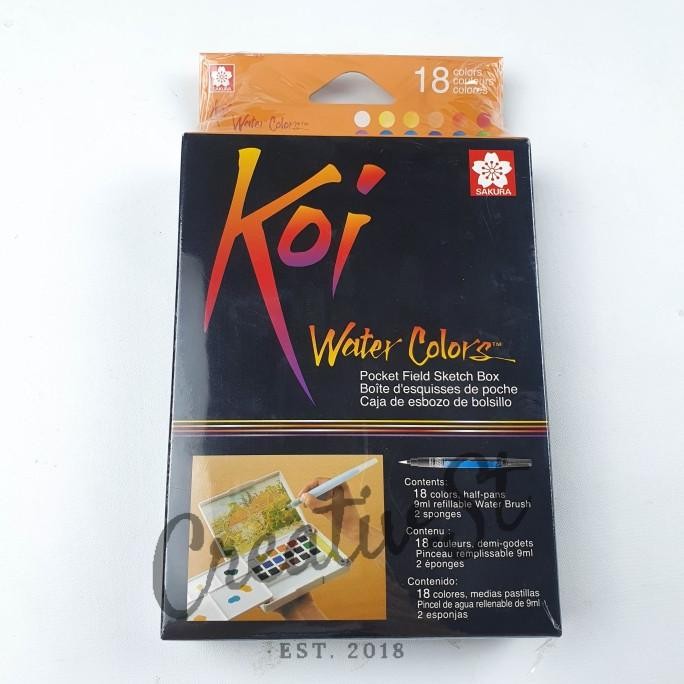 SAKURA
Koi Water Colors™
18 colors
couleurs
colores
Koi
SAKURA
Water Colors™
Pocket Field Sketch Box
Boîte d'esquisses de poche
Caja de esbozo de bolsillo
Contents:
18 colors, half-pans
9ml refillable Water Brush
2 sponges
Contenu :
18 couleurs, demi-godets
Pinceau remplissable 9ml
2 éponges
Contenido:
18 colores, medias pastillas
Pincel de agua rellenable de 9ml
2 esponjas
Creativ St
EST. 2018